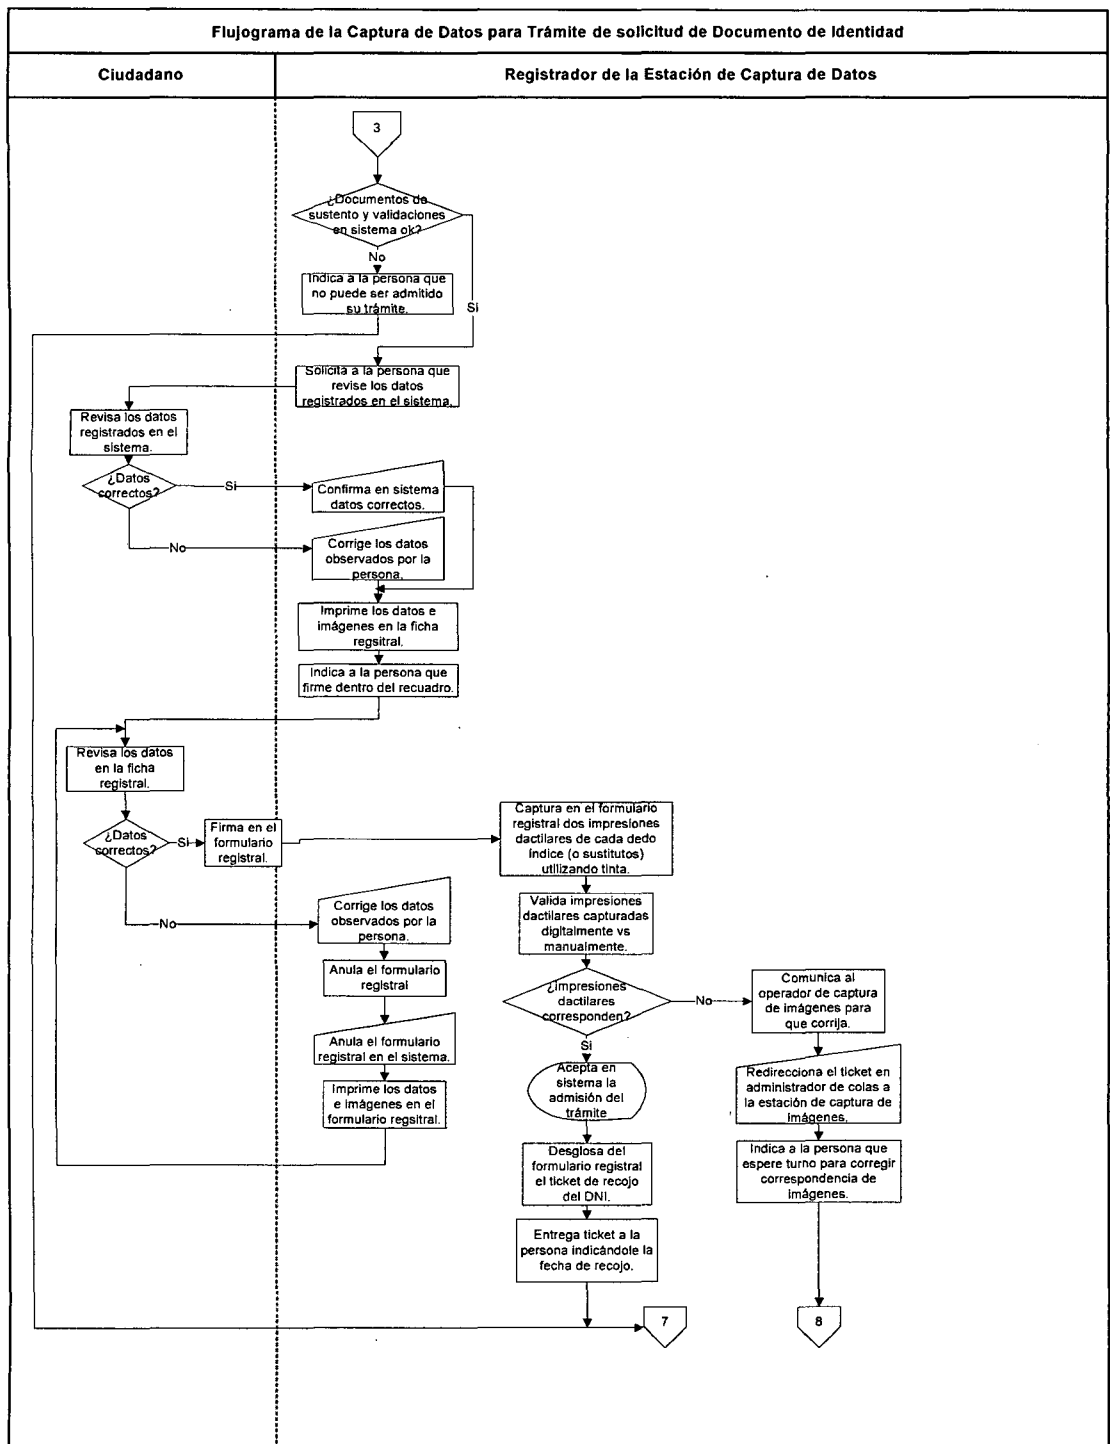 Flujograma de la Captura de Datos para Trámite de solicitud de Documento de Identidad
Ciudadano
Registrador de la Estación de Captura de Datos
3
¿Documentos de
sustento y validaciones
en sistema ok?
No
Si
Indica a la persona que
no puede ser admitido
su trámite.
Solicita a la persona que
revise los datos
registrados en el sistema.
Revisa los datos
registrados en el
sistema.
¿Datos
correctos?
Si
Confirma en sistema
datos correctos.
No
Corrige los datos
observados por la
persona.
Imprime los datos e
imágenes en la ficha
regsitral.
Indica a la persona que
firme dentro del recuadro.
Revisa los datos
en la ficha
registral.
¿Datos
correctos?
Si
Firma en el
formulario
registral.
Captura en el formulario
registral dos impresiones
dactilares de cada dedo
índice (o sustitutos)
utilizando tinta.
Valida impresiones
dactilares capturadas
digitalmente vs
manualmente.
No
Corrige los datos
observados por la
persona.
Anula el formulario
registral
Anula el formulario
registral en el sistema.
Imprime los datos
e imágenes en el
formulario regsitral.
¿Impresiones
dactilares
corresponden?
No
Comunica al
operador de captura
de imágenes para
que corrija.
Si
Acepta en
sistema la
admisión del
trámite
Redirecciona el ticket en
administrador de colas a
la estación de captura de
imágenes.
Desglosa del
formulario registral
el ticket de recojo
del DNI.
Indica a la persona que
espere turno para corregir
correspondencia de
imágenes.
Entrega ticket a la
persona indicándole la
fecha de recojo.
7
8